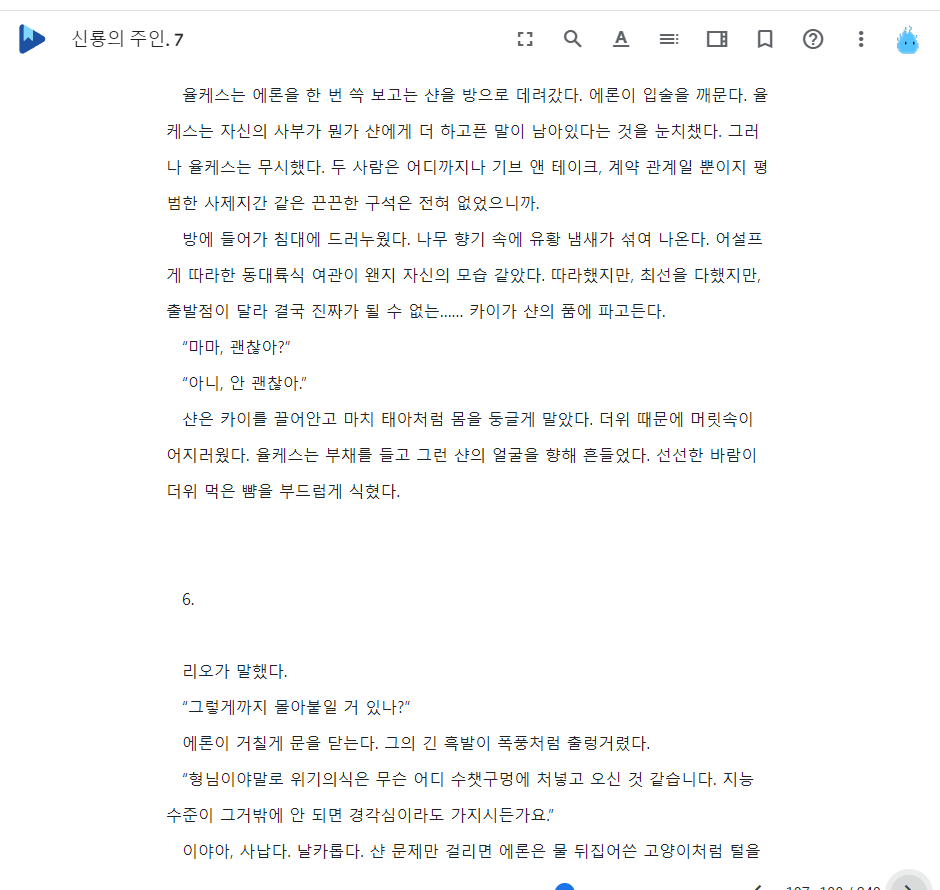 신룡의 주인. 7
율케스는 에론을 한 번 쓱 보고는 샨을 방으로 데려갔다. 에론이 입술을 깨문다. 율
케스는 자신의 사부가 뭔가 샨에게 더 하고픈 말이 남아있다는 것을 눈치챘다. 그러
나 율케스는 무시했다. 두 사람은 어디까지나 기브 앤 테이크, 계약 관계일 뿐이지 평
범한 사제지간 같은 끈끈한 구석은 전혀 없었으니까.
방에 들어가 침대에 드러누웠다. 나무 향기 속에 유황 냄새가 섞여 나온다. 어설프
게 따라한 동대륙식 여관이 왠지 자신의 모습 같았다. 따라했지만, 최선을 다했지만,
출발점이 달라 결국 진짜가 될 수 없는...... 카이가 샨의 품에 파고든다.
“마마, 괜찮아?”
“아니, 안 괜찮아.”
샨은 카이를 끌어안고 마치 태아처럼 몸을 둥글게 말았다. 더위 때문에 머릿속이
어지러웠다. 율케스는 부채를 들고 그런 샨의 얼굴을 향해 흔들었다. 선선한 바람이
더위 먹은 뺨을 부드럽게 식혔다.
6.
리오가 말했다.
“그렇게까지 몰아붙일 거 있나?”
에론이 거칠게 문을 닫는다. 그의 긴 흑발이 폭풍처럼 출렁거렸다.
“형님이야말로 위기의식은 무슨 어디 수챗구멍에 처넣고 오신 것 같습니다. 지능
수준이 그거밖에 안 되면 경각심이라도 가지시든가요.”
이야아, 사납다. 날카롭다. 샨 문제만 걸리면 에론은 물 뒤집어쓴 고양이처럼 털을